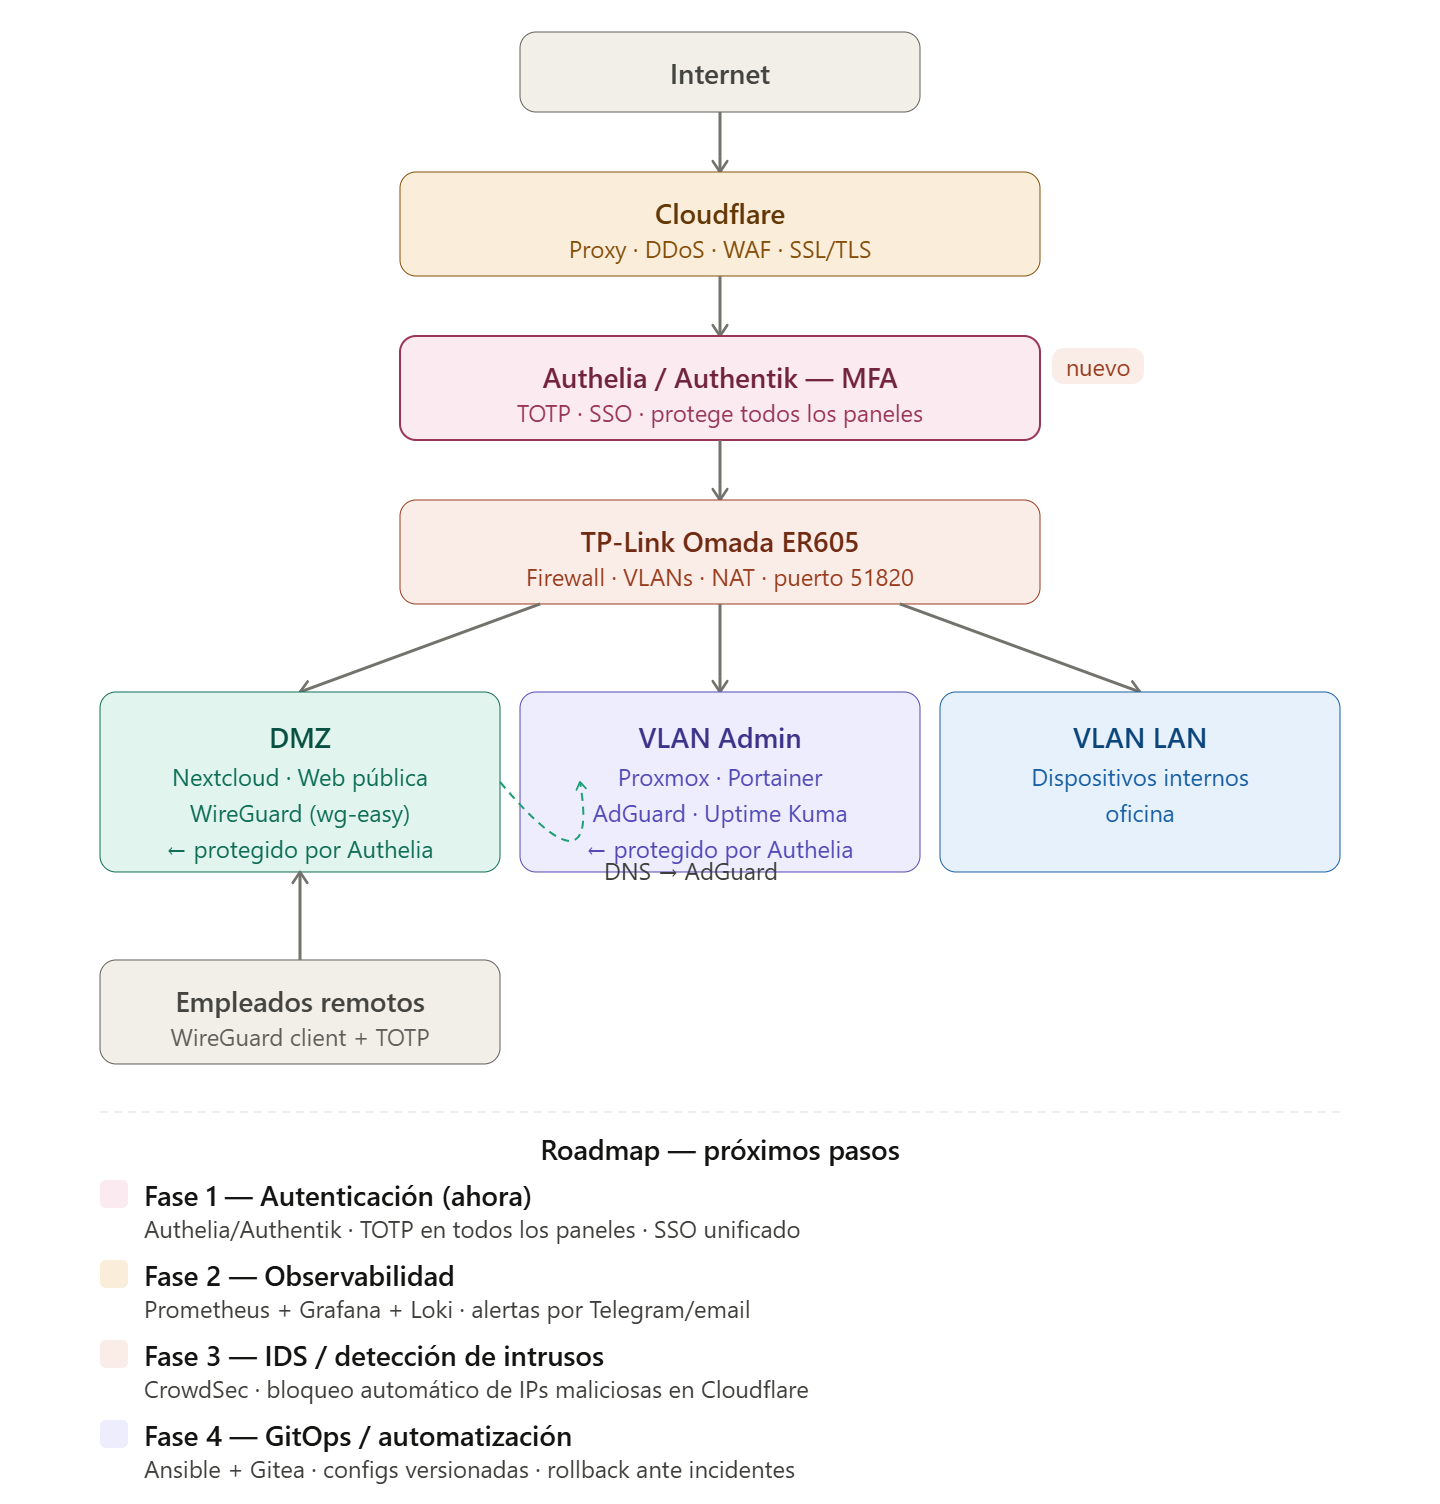 Internet
Cloudflare
Proxy · DDoS · WAF · SSL/TLS
Authelia / Authentik — MFA
TOTP · SSO · protege todos los paneles
nuevo
TP-Link Omada ER605
Firewall · VLANs · NAT · puerto 51820
DMZ
Nextcloud · Web pública
WireGuard (wg-easy)
← protegido por Authelia
VLAN Admin
Proxmox · Portainer
AdGuard · Uptime Kuma
← protegido por Authelia
DNS → AdGuard
VLAN LAN
Dispositivos internos
oficina
Empleados remotos
WireGuard client + TOTP
Roadmap — próximos pasos
Fase 1 — Autenticación (ahora)
Authelia/Authentik · TOTP en todos los paneles · SSO unificado
Fase 2 — Observabilidad
Prometheus + Grafana + Loki · alertas por Telegram/email
Fase 3 — IDS / detección de intrusos
CrowdSec · bloqueo automático de IPs maliciosas en Cloudflare
Fase 4 — GitOps / automatización
Ansible + Gitea · configs versionadas · rollback ante incidentes